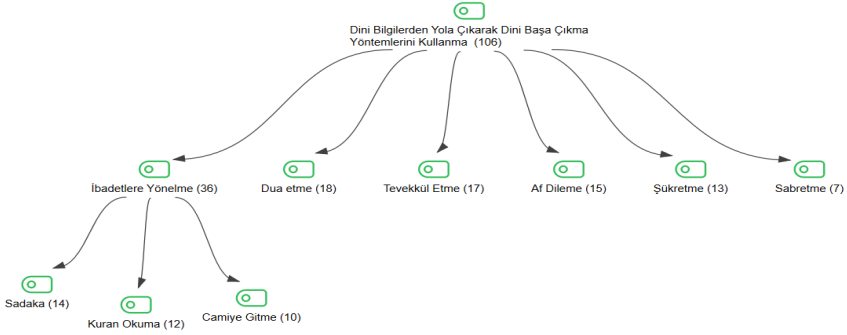 Dini Bilgilerden Yola Çıkarak Dini Başa Çıkma
Yöntemlerini Kullanma (106)
İbadetlere Yönelme (36)
Dua etme (18)
Tevekkül Etme (17)
Af Dileme (15)
Şükretme (13)
Sabretme (7)
Sadaka (14)
Kuran Okuma (12)
Camiye Gitme (10)